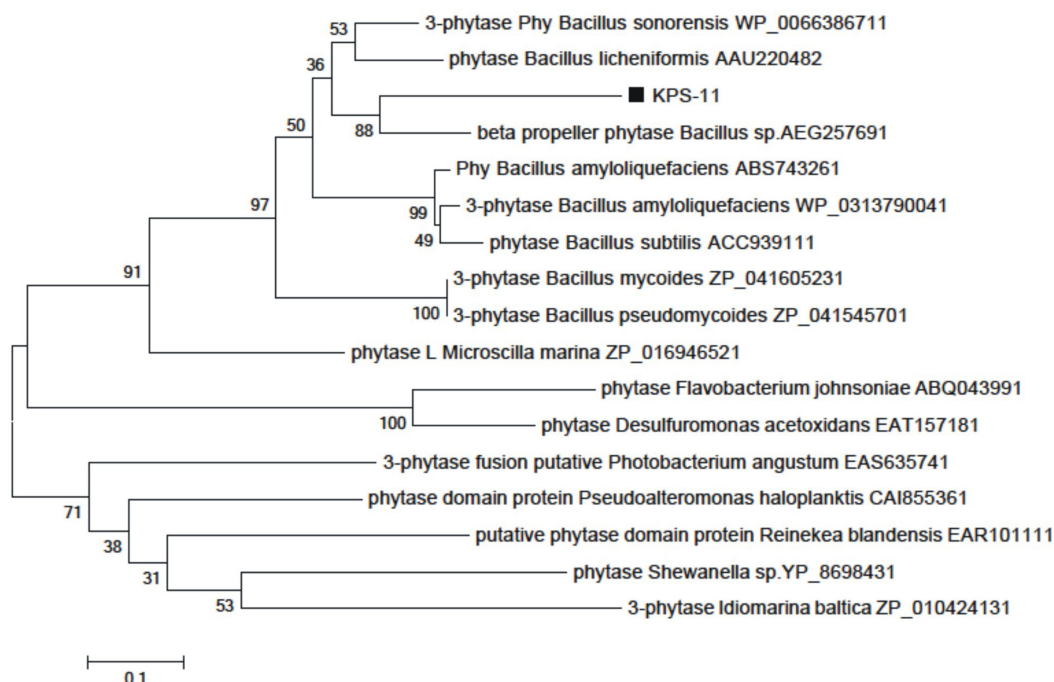 3-phytase Phy Bacillus sonorensis WP_0066386711
53
phytase Bacillus licheniformis AAU220482
36
■ KPS-11
88
beta propeller phytase Bacillus sp.AEG257691
50
Phy Bacillus amyloliquefaciens ABS743261
97
99
3-phytase Bacillus amyloliquefaciens WP_0313790041
49
phytase Bacillus subtilis ACC939111
91
3-phytase Bacillus mycoides ZP_041605231
100
3-phytase Bacillus pseudomycoides ZP_041545701
phytase L Microscilla marina ZP_016946521
phytase Flavobacterium johnsoniae ABQ043991
100
phytase Desulfuromonas acetoxidans EAT157181
3-phytase fusion putative Photobacterium angustum EAS635741
71
phytase domain protein Pseudoalteromonas haloplanktis CAI855361
38
putative phytase domain protein Reinekea blandensis EAR101111
31
phytase Shewanella sp.YP_8698431
53
3-phytase Idiomarina baltica ZP_010424131
0.1